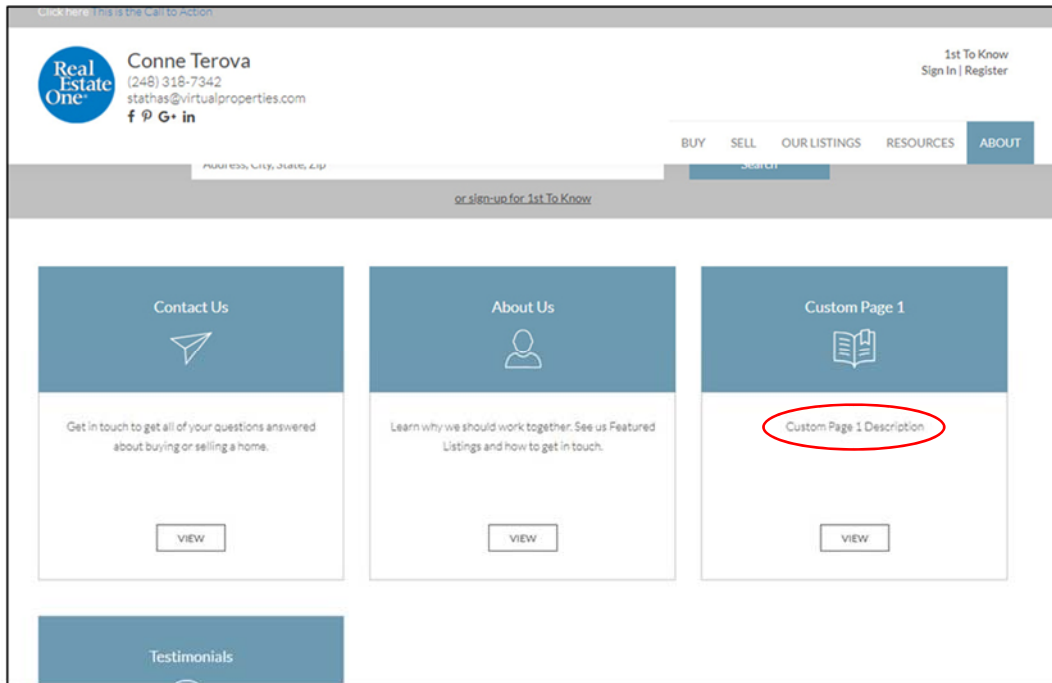 Click here This is the Call to Action
Real Estate One
Conne Terova
(248) 318-7342
stathas@virtualproperties.com
f G+ in
1st To Know
Sign In | Register
BUY SELL OUR LISTINGS RESOURCES ABOUT
Address, City, State, Zip
Search
or sign-up for 1st To Know
Contact Us
Get in touch to get all of your questions answered
about buying or selling a home.
VIEW
About Us
Learn why we should work together. See us Featured
Listings and how to get in touch.
VIEW
Custom Page 1
Custom Page 1 Description
VIEW
Testimonials